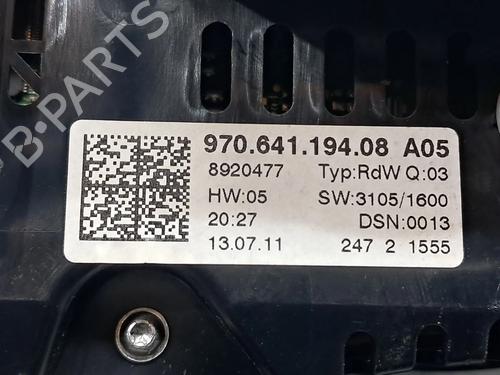 B-PARTS
970.641.194.08 A05
8920477 Typ:RdW Q:03
HW:05 SW:3105/1600
20:27 DSN:0013
13.07.11 247 2 1555